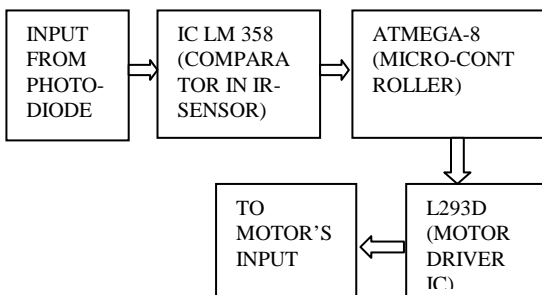 INPUT
FROM
PHOTO-
DIODE
IC LM 358
(COMPARA
TOR IN IR-
SENSOR)
ATMEGA-8
(MICRO-CONT
ROLLER)
L293D
(MOTOR
DRIVER
IC)
TO
MOTOR'S
INPUT